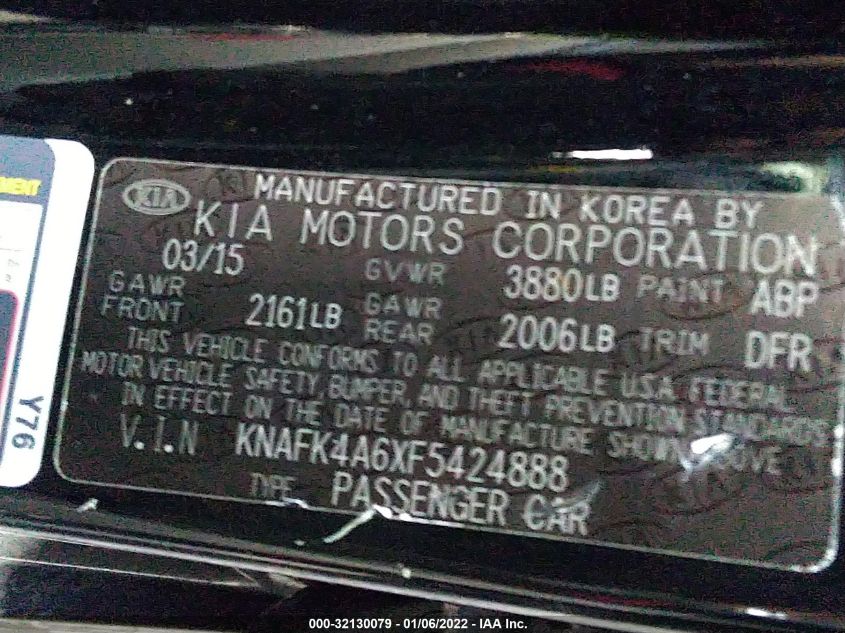 KIA
MANUFACTURED IN KOREA BY
KIA MOTORS CORPORATION
03/15 GVWR 3880LB PAINT ABP
GAWR FRONT 2161LB GAWR REAR 2006LB TRIM DFR
THIS VEHICLE CONFORMS TO ALL APPLICABLE U.S.A. FEDERAL
MOTOR VEHICLE SAFETY, BUMPER, AND THEFT PREVENTION STANDARDS
IN EFFECT ON THE DATE OF MANUFACTURE SHOWN ABOVE
V.I.N KNAFK4A6XF5424888
TYPE PASSENGER CAR
Y76
000-32130079 - 01/06/2022 - IAA Inc.